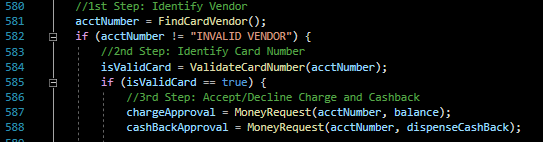 580 //1st Step: Identify Vendor
581 acctNumber = FindCardVendor();
582 if (acctNumber != "INVALID VENDOR") {
583 //2nd Step: Identify Card Number
584 isValidCard = ValidateCardNumber(acctNumber);
585 if (isValidCard == true) {
586 //3rd Step: Accept/Decline Charge and Cashback
587 chargeApproval = MoneyRequest(acctNumber, balance);
588 cashBackApproval = MoneyRequest(acctNumber, dispenseCashBack);